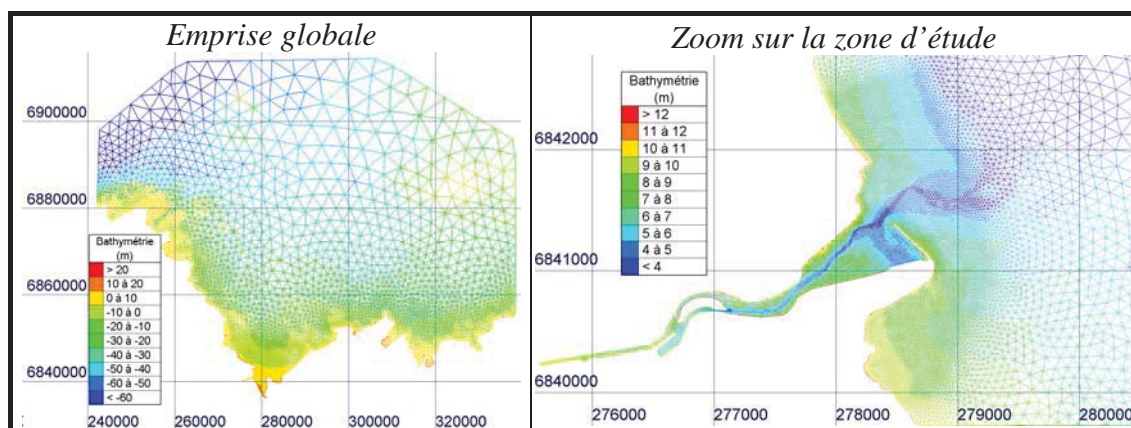 Emprise globale
6900000
6880000
6860000
6840000
Bathymétrie
(m)
> 20
10 à 20
0 à 10
-10 à 0
-20 à -10
-30 à -20
-40 à -30
-50 à -40
-60 à -50
< -60
240000 260000 280000 300000 320000
Zoom sur la zone d'étude
Bathymétrie
(m)
> 12
11 à 12
10 à 11
9 à 10
8 à 9
7 à 8
6 à 7
5 à 6
4 à 5
< 4
6842000
6841000
6840000
276000 277000 278000 279000 280000